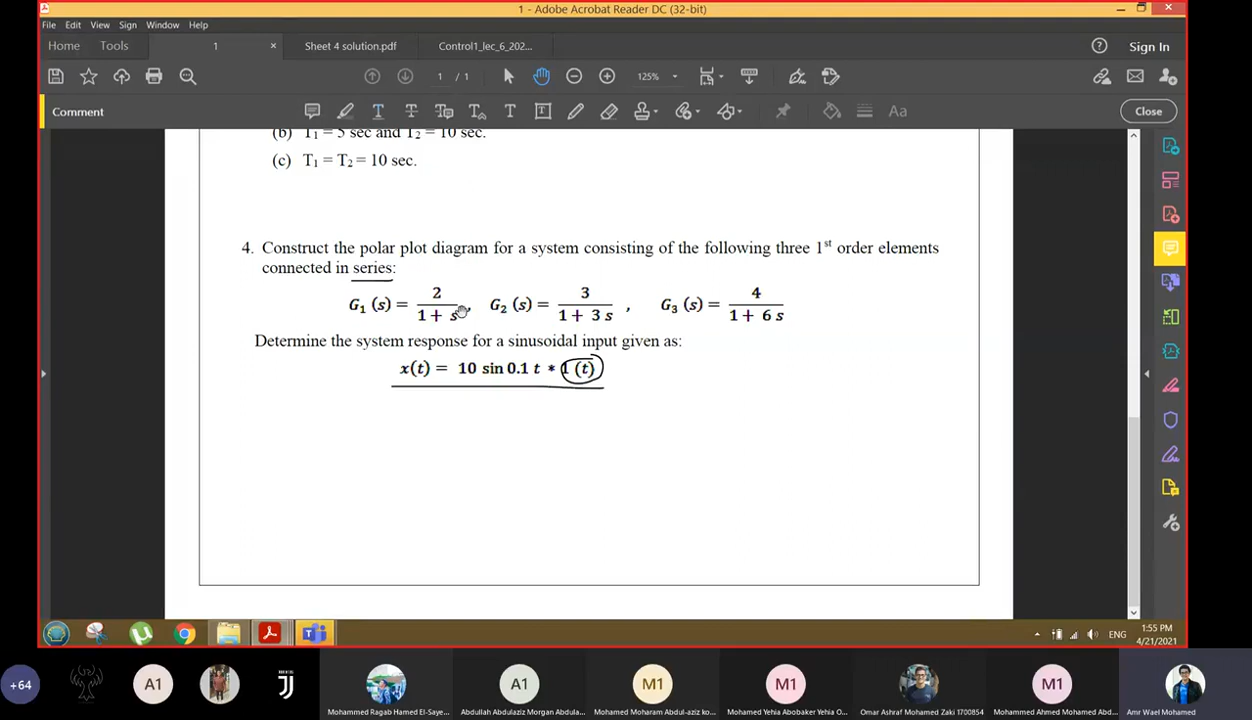 1 - Adobe Acrobat Reader DC (32-bit)
File Edit View Sign Window Help
Home Tools 1 × Sheet 4 solution.pdf Control1_lec_6_202... Sign In
1 / 1 125%
Comment Close
(b) T₁ = 5 sec and T₂ = 10 sec.
(c) T₁ = T₂ = 10 sec.
4. Construct the polar plot diagram for a system consisting of the following three 1st order elements
connected in series:
G₁ (s) = 2 / (1 + s), G₂ (s) = 3 / (1 + 3 s) , G₃ (s) = 4 / (1 + 6 s)
Determine the system response for a sinusoidal input given as:
x(t) = 10 sin 0.1 t * 1 (t)
ENG 1:55 PM
4/21/2021
+64 A1 A1 M1 M1 M1
Mohammed Ragab Hamed El-Saye... Abdullah Abdulaziz Morgan Abdula... Mohamed Moharam Abdul-aziz ko... Mohamed Yehia Abobaker Yehia O... Omar Ashraf Mohamed Zaki 1700854 Mohammed Ahmed Mohamed Abd... Amr Wael Mohamed